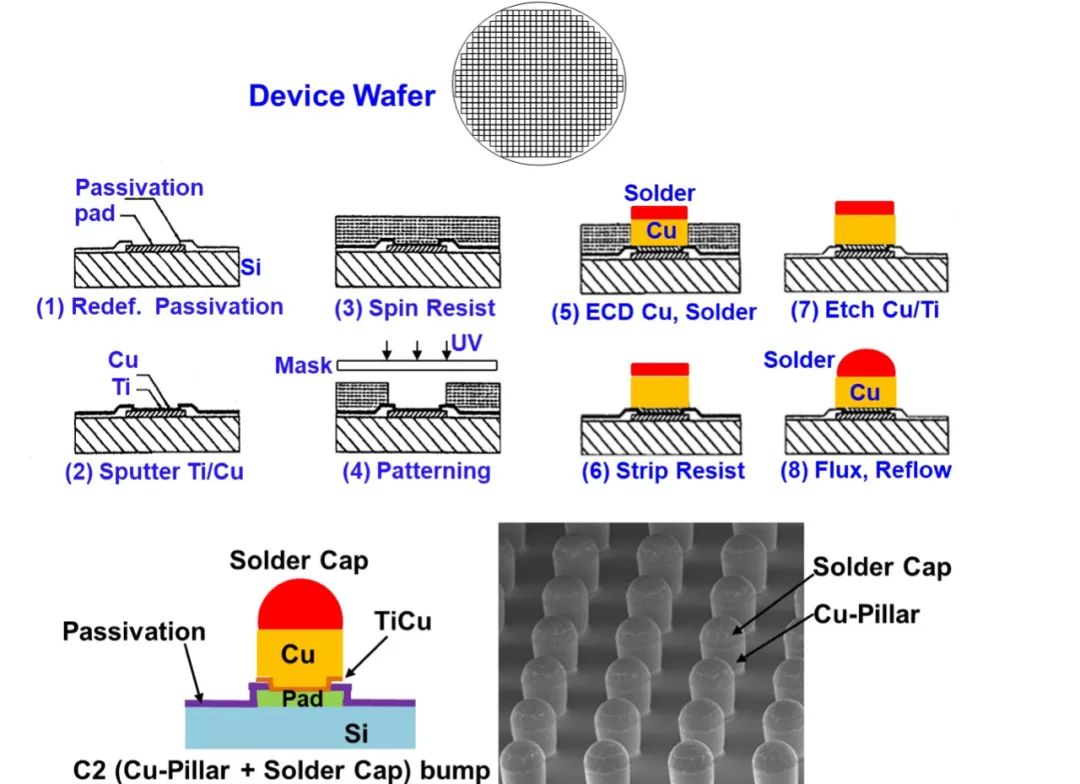 Device Wafer
Passivation
pad
Si
(1) Redef. Passivation
Cu
Ti
(2) Sputter Ti/Cu
(3) Spin Resist
UV
Mask
(4) Patterning
Solder
Cu
(5) ECD Cu, Solder
(6) Strip Resist
(7) Etch Cu/Ti
Solder
Cu
(8) Flux, Reflow
Solder Cap
Passivation
TiCu
Cu
Pad
Si
C2 (Cu-Pillar + Solder Cap) bump
Solder Cap
Cu-Pillar